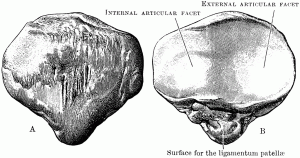 EXTERNAL ARTICULAR FACET
INTERNAL ARTICULAR FACET
A
B
Surface for the ligamentum patellæ